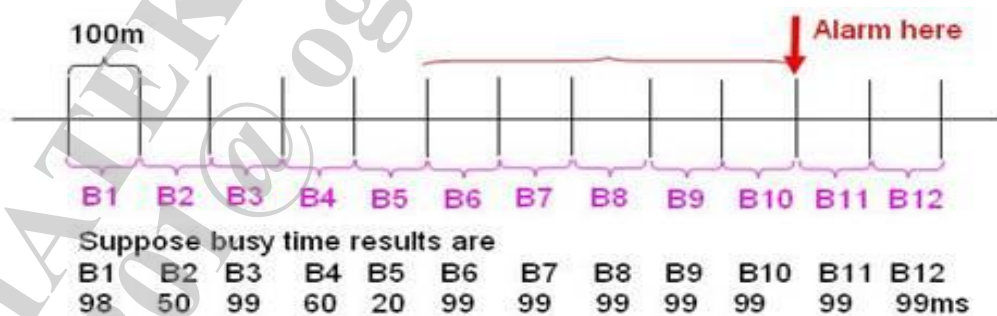 100m
Alarm here
B1 B2 B3 B4 B5 B6 B7 B8 B9 B10 B11 B12
Suppose busy time results are
B1 B2 B3 B4 B5 B6 B7 B8 B9 B10 B11 B12
98 50 99 60 20 99 99 99 99 99 99 99ms